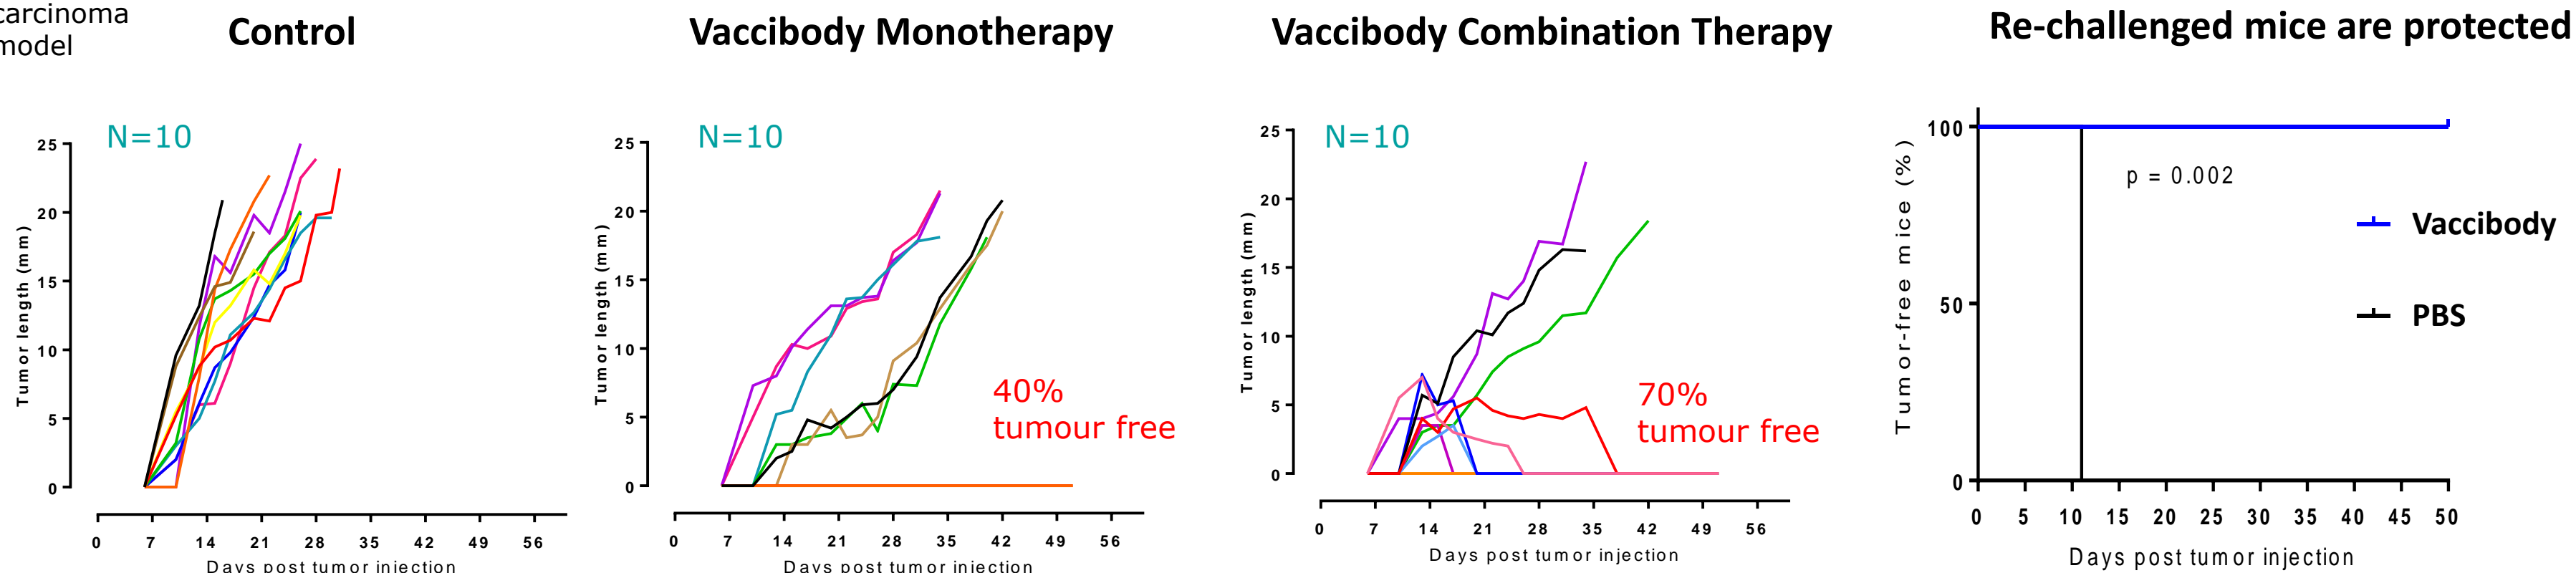 carcinoma
model
Control
Vaccibody Monotherapy
Vaccibody Combination Therapy
Re-challenged mice are protected
N=10
25
20
15
10
5
0
Tumor length (mm)
0 7 14 21 28 35 42 49 56
Days post tumor injection
N=10
25
20
15
10
5
0
Tumor length (mm)
40%
tumour free
0 7 14 21 28 35 42 49 56
Days post tumor injection
N=10
25
20
15
10
5
0
Tumor length (mm)
70%
tumour free
0 7 14 21 28 35 42 49 56
Days post tumor injection
100
50
0
Tumor-free mice (%)
p = 0.002
Vaccibody
PBS
0 5 10 15 20 25 30 35 40 45 50
Days post tumor injection